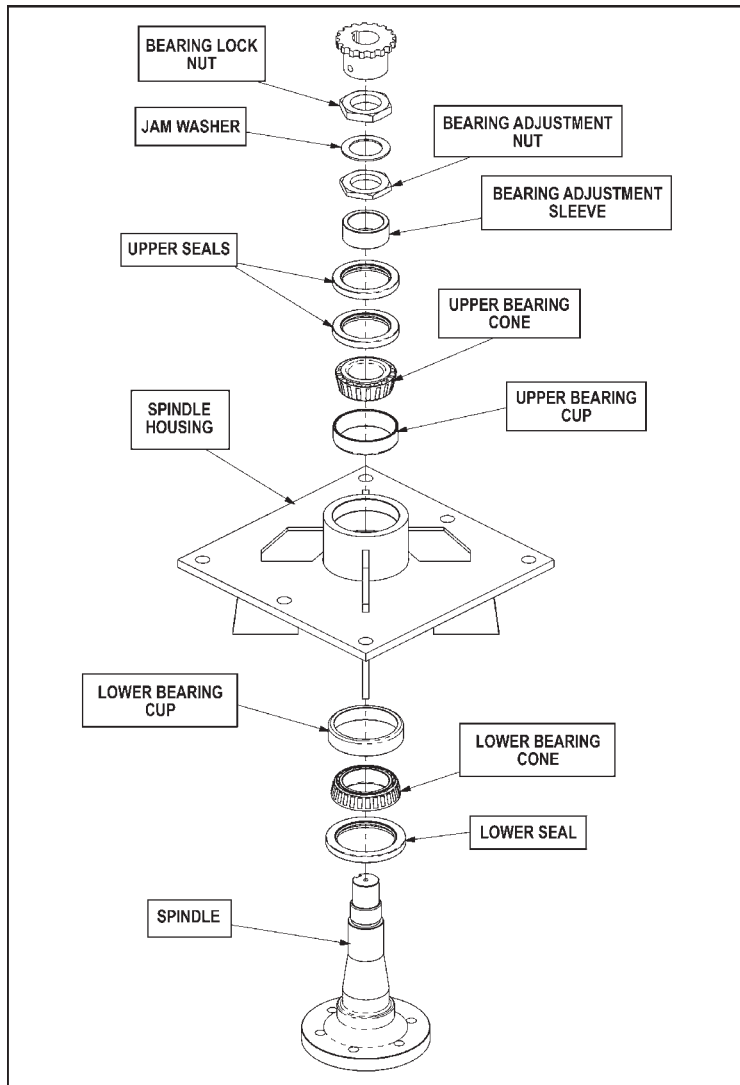 BEARING LOCK
NUT
JAM WASHER
BEARING ADJUSTMENT
NUT
BEARING ADJUSTMENT
SLEEVE
UPPER SEALS
UPPER BEARING
CONE
SPINDLE
HOUSING
UPPER BEARING
CUP
LOWER BEARING
CUP
LOWER BEARING
CONE
LOWER SEAL
SPINDLE